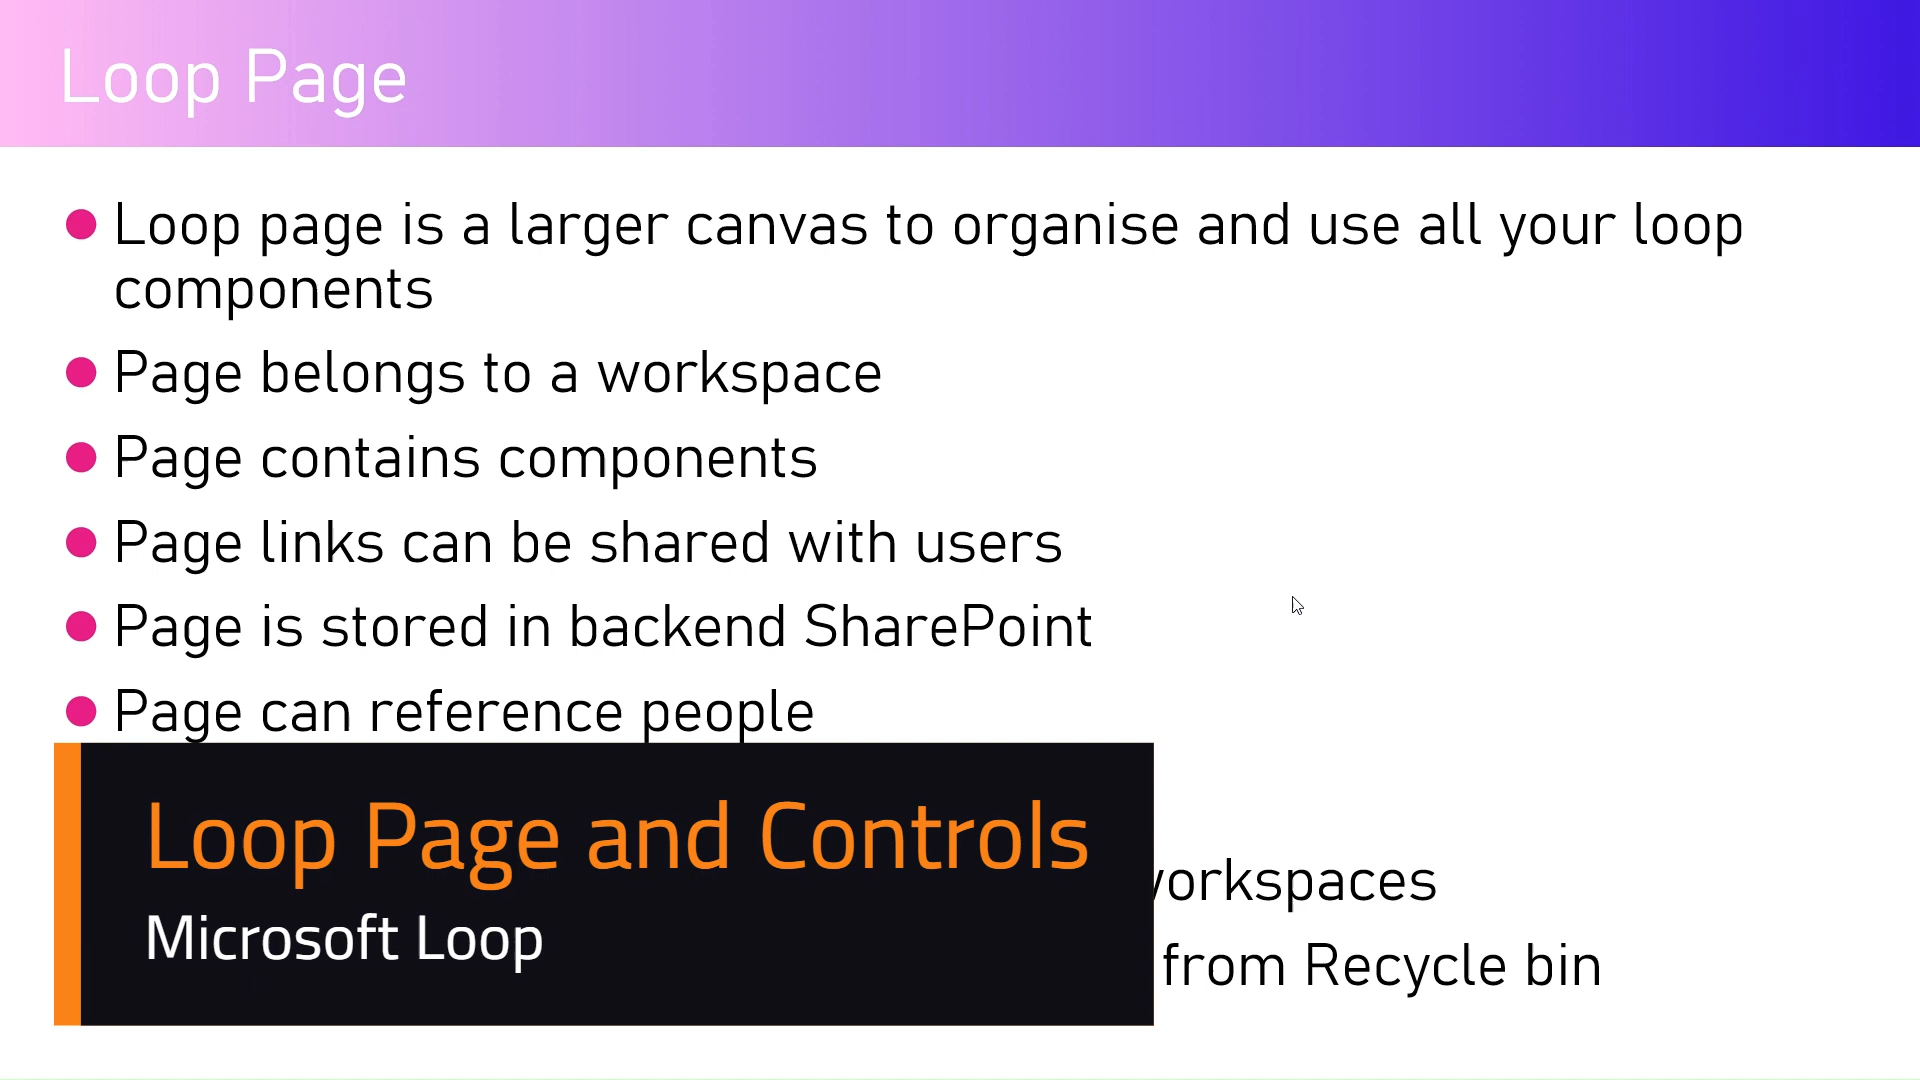 Loop Page
Loop page is a larger canvas to organise and use all your loop
components
Page belongs to a workspace
Page contains components
Page links can be shared with users
Page is stored in backend SharePoint
Page can reference people
Loop Page and Controls
workspaces
Microsoft Loop
from Recycle bin